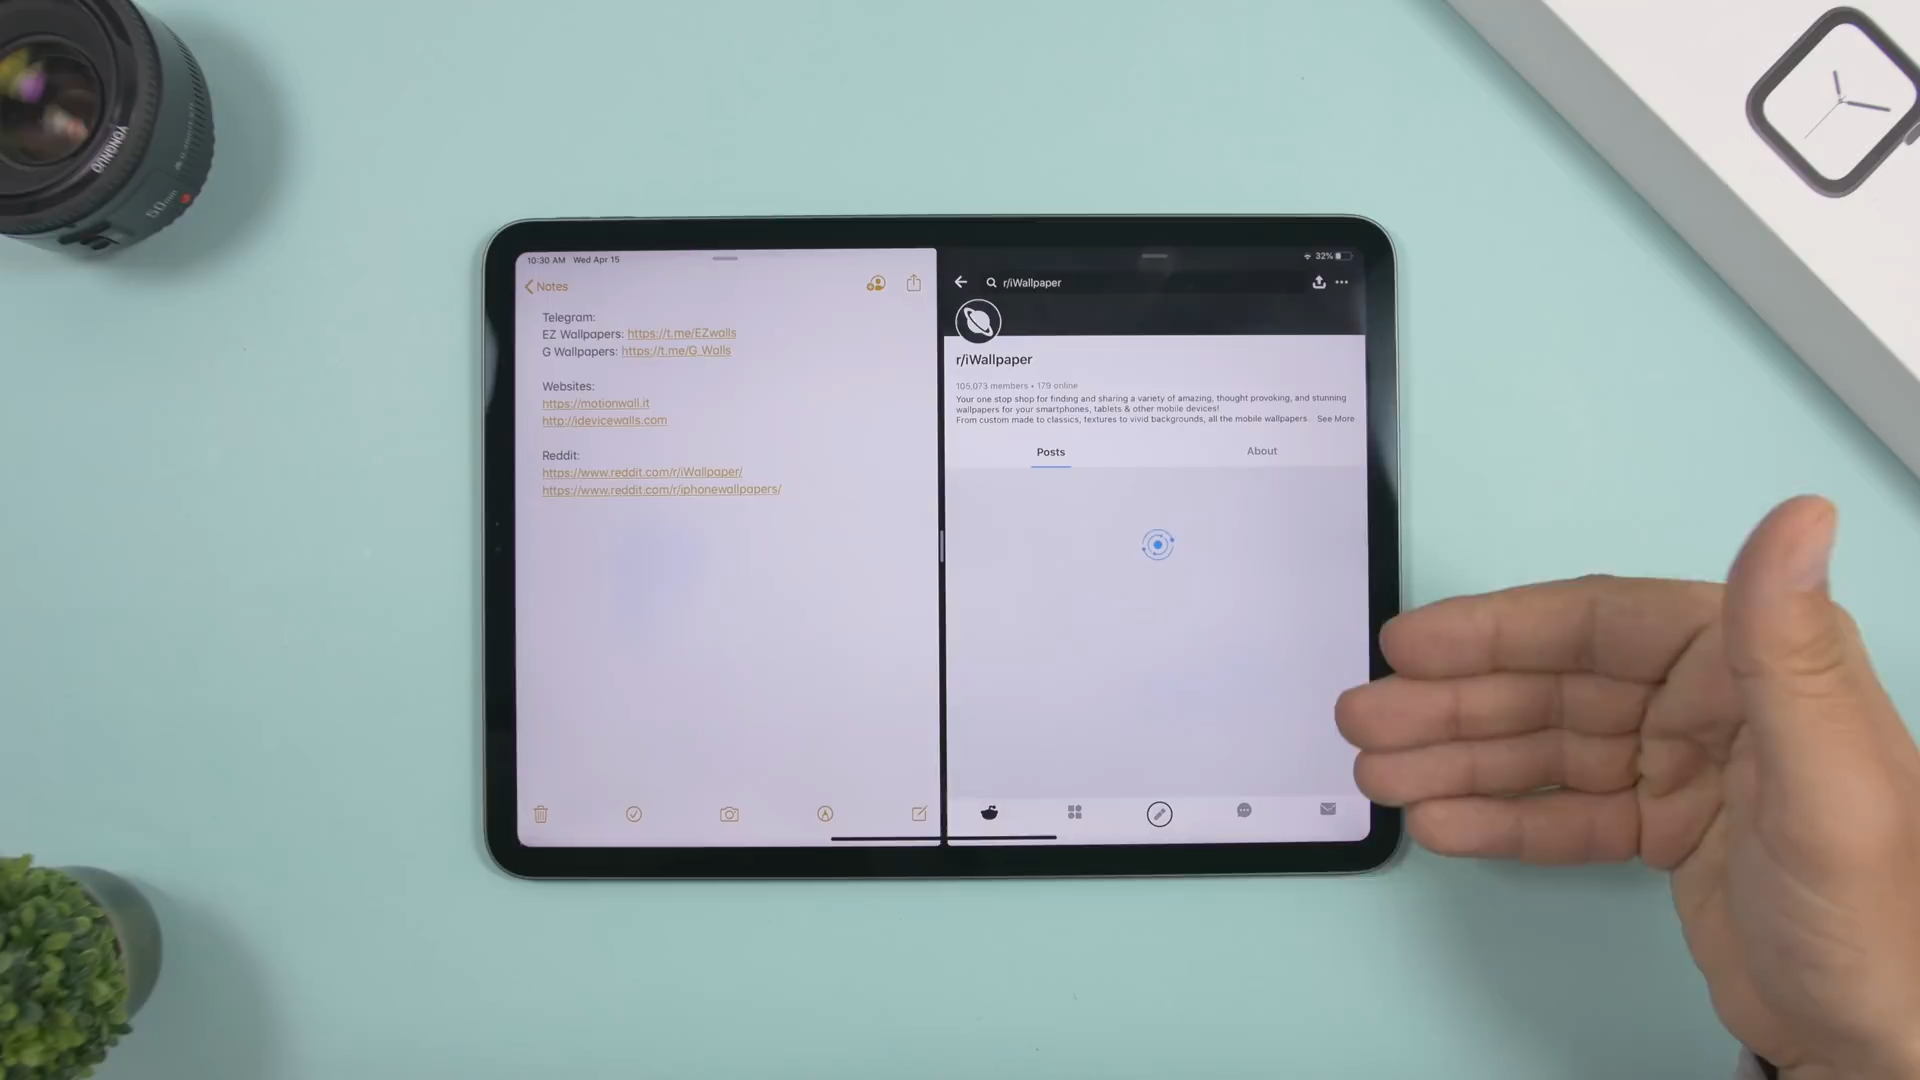 YONGNUO
50mm
10:30 AM Wed Apr 15
Notes
Telegram:
EZ Wallpapers: https://t.me/EZwalls
G Wallpapers: https://t.me/G_Walls
Websites:
https://motionwall.it
http://idevicewalls.com
Reddit:
https://www.reddit.com/r/iWallpaper/
https://www.reddit.com/r/iphonewallpapers/
32%
r/iWallpaper
r/iWallpaper
105,073 members • 179 online
Your one stop shop for finding and sharing a variety of amazing, thought provoking, and stunning
wallpapers for your smartphones, tablets & other mobile devices!
From custom made to classics, textures to vivid backgrounds, all the mobile wallpapers See More
Posts About